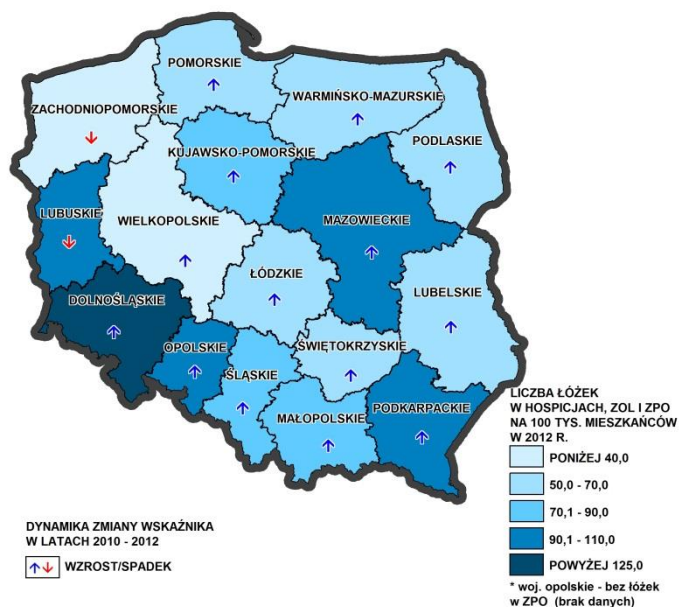 POMORSKIE
WARMIŃSKO-MAZURSKIE
ZACHODNIOPOMORSKIE
PODLASKIE
KUJAWSKO-POMORSKIE
LUBUSKIE
WIELKOPOLSKIE
MAZOWIECKIE
ŁÓDZKIE
LUBELSKIE
DOLNOŚLĄSKIE
OPOLSKIE
ŚWIĘTOKRZYSKIE
ŚLĄSKIE
MAŁOPOLSKIE
PODKARPACKIE
LICZBA ŁÓŻEK
W HOSPICJACH, ZOL I ZPO
NA 100 TYS. MIESZKAŃCÓW
W 2012 R.
PONIŻEJ 40,0
50,0 - 70,0
70,1 - 90,0
90,1 - 110,0
POWYŻEJ 125,0
* woj. opolskie - bez łóżek
w ZPO (brak danych)
DYNAMIKA ZMIANY WSKAŹNIKA
W LATACH 2010 - 2012
WZROST/SPADEK